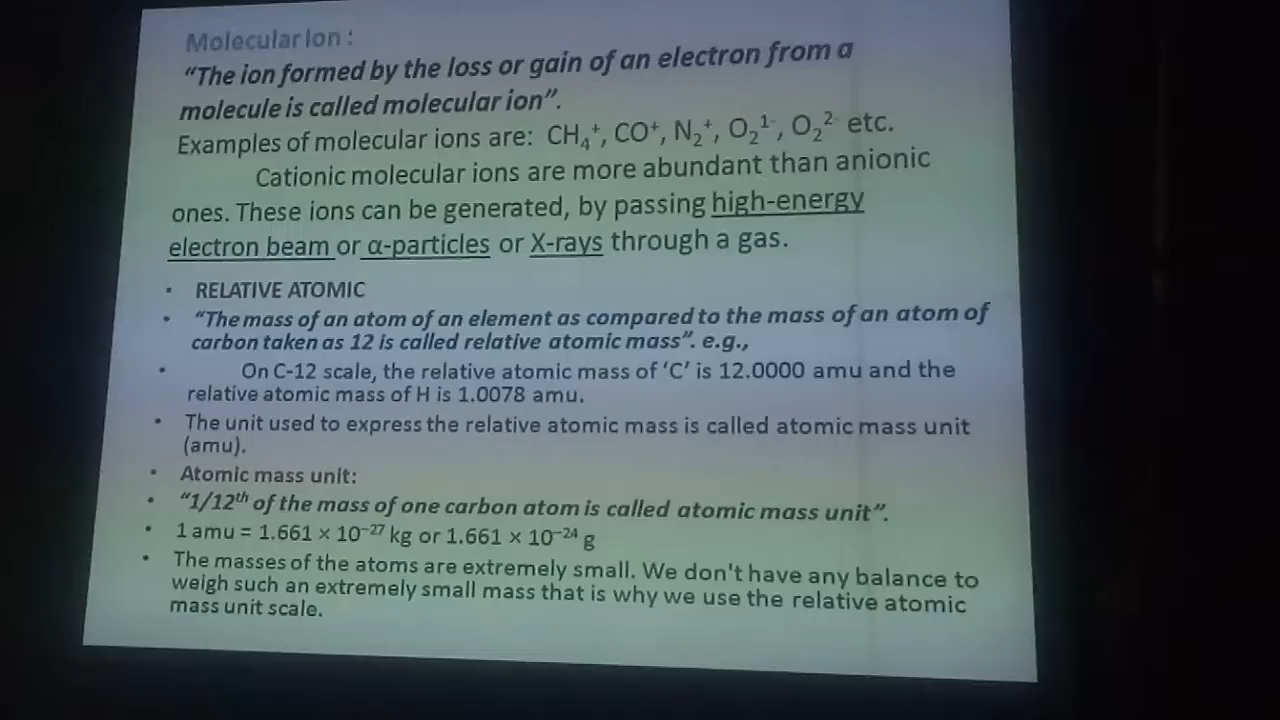 Molecular Ion :
“The ion formed by the loss or gain of an electron from a
molecule is called molecular ion”.
Examples of molecular ions are: CH₄⁺, CO⁺, N₂⁺, O₂¹⁻, O₂²⁻ etc.
Cationic molecular ions are more abundant than anionic
ones. These ions can be generated, by passing high-energy
electron beam or α-particles or X-rays through a gas.
• RELATIVE ATOMIC
• “The mass of an atom of an element as compared to the mass of an atom of
carbon taken as 12 is called relative atomic mass”. e.g.,
• On C-12 scale, the relative atomic mass of ‘C’ is 12.0000 amu and the
relative atomic mass of H is 1.0078 amu.
• The unit used to express the relative atomic mass is called atomic mass unit
(amu).
• Atomic mass unit:
• “1/12ᵗʰ of the mass of one carbon atom is called atomic mass unit”.
• 1 amu = 1.661 × 10⁻²⁷ kg or 1.661 × 10⁻²⁴ g
• The masses of the atoms are extremely small. We don't have any balance to
weigh such an extremely small mass that is why we use the relative atomic
mass unit scale.